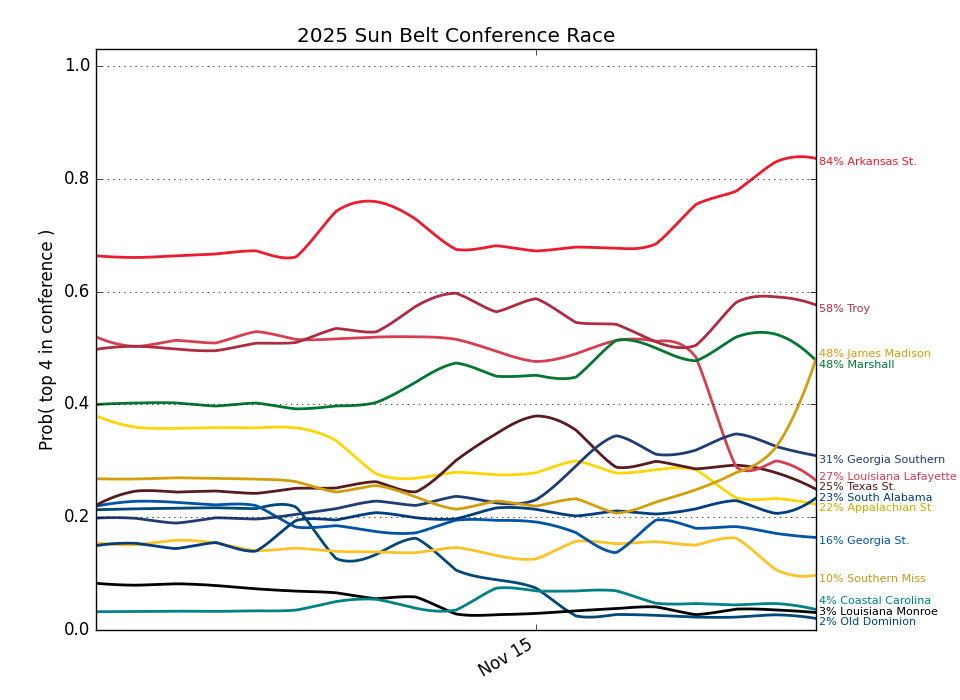 2025 Sun Belt Conference Race
1.0
0.8
0.6
0.4
0.2
0.0
Prob( top 4 in conference )
Nov 15
84% Arkansas St.
58% Troy
48% James Madison
48% Marshall
31% Georgia Southern
27% Louisiana Lafayette
25% Texas St.
23% South Alabama
22% Appalachian St.
16% Georgia St.
10% Southern Miss
4% Coastal Carolina
3% Louisiana Monroe
2% Old Dominion